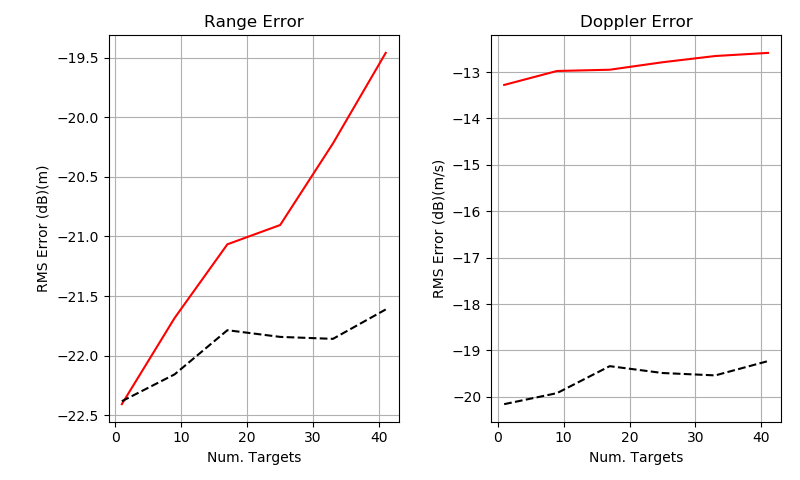 Range Error
RMS Error (dB)(m)
−19.5
−20.0
−20.5
−21.0
−21.5
−22.0
−22.5
0 10 20 30 40
Num. Targets
Doppler Error
RMS Error (dB)(m/s)
−13
−14
−15
−16
−17
−18
−19
−20
0 10 20 30 40
Num. Targets